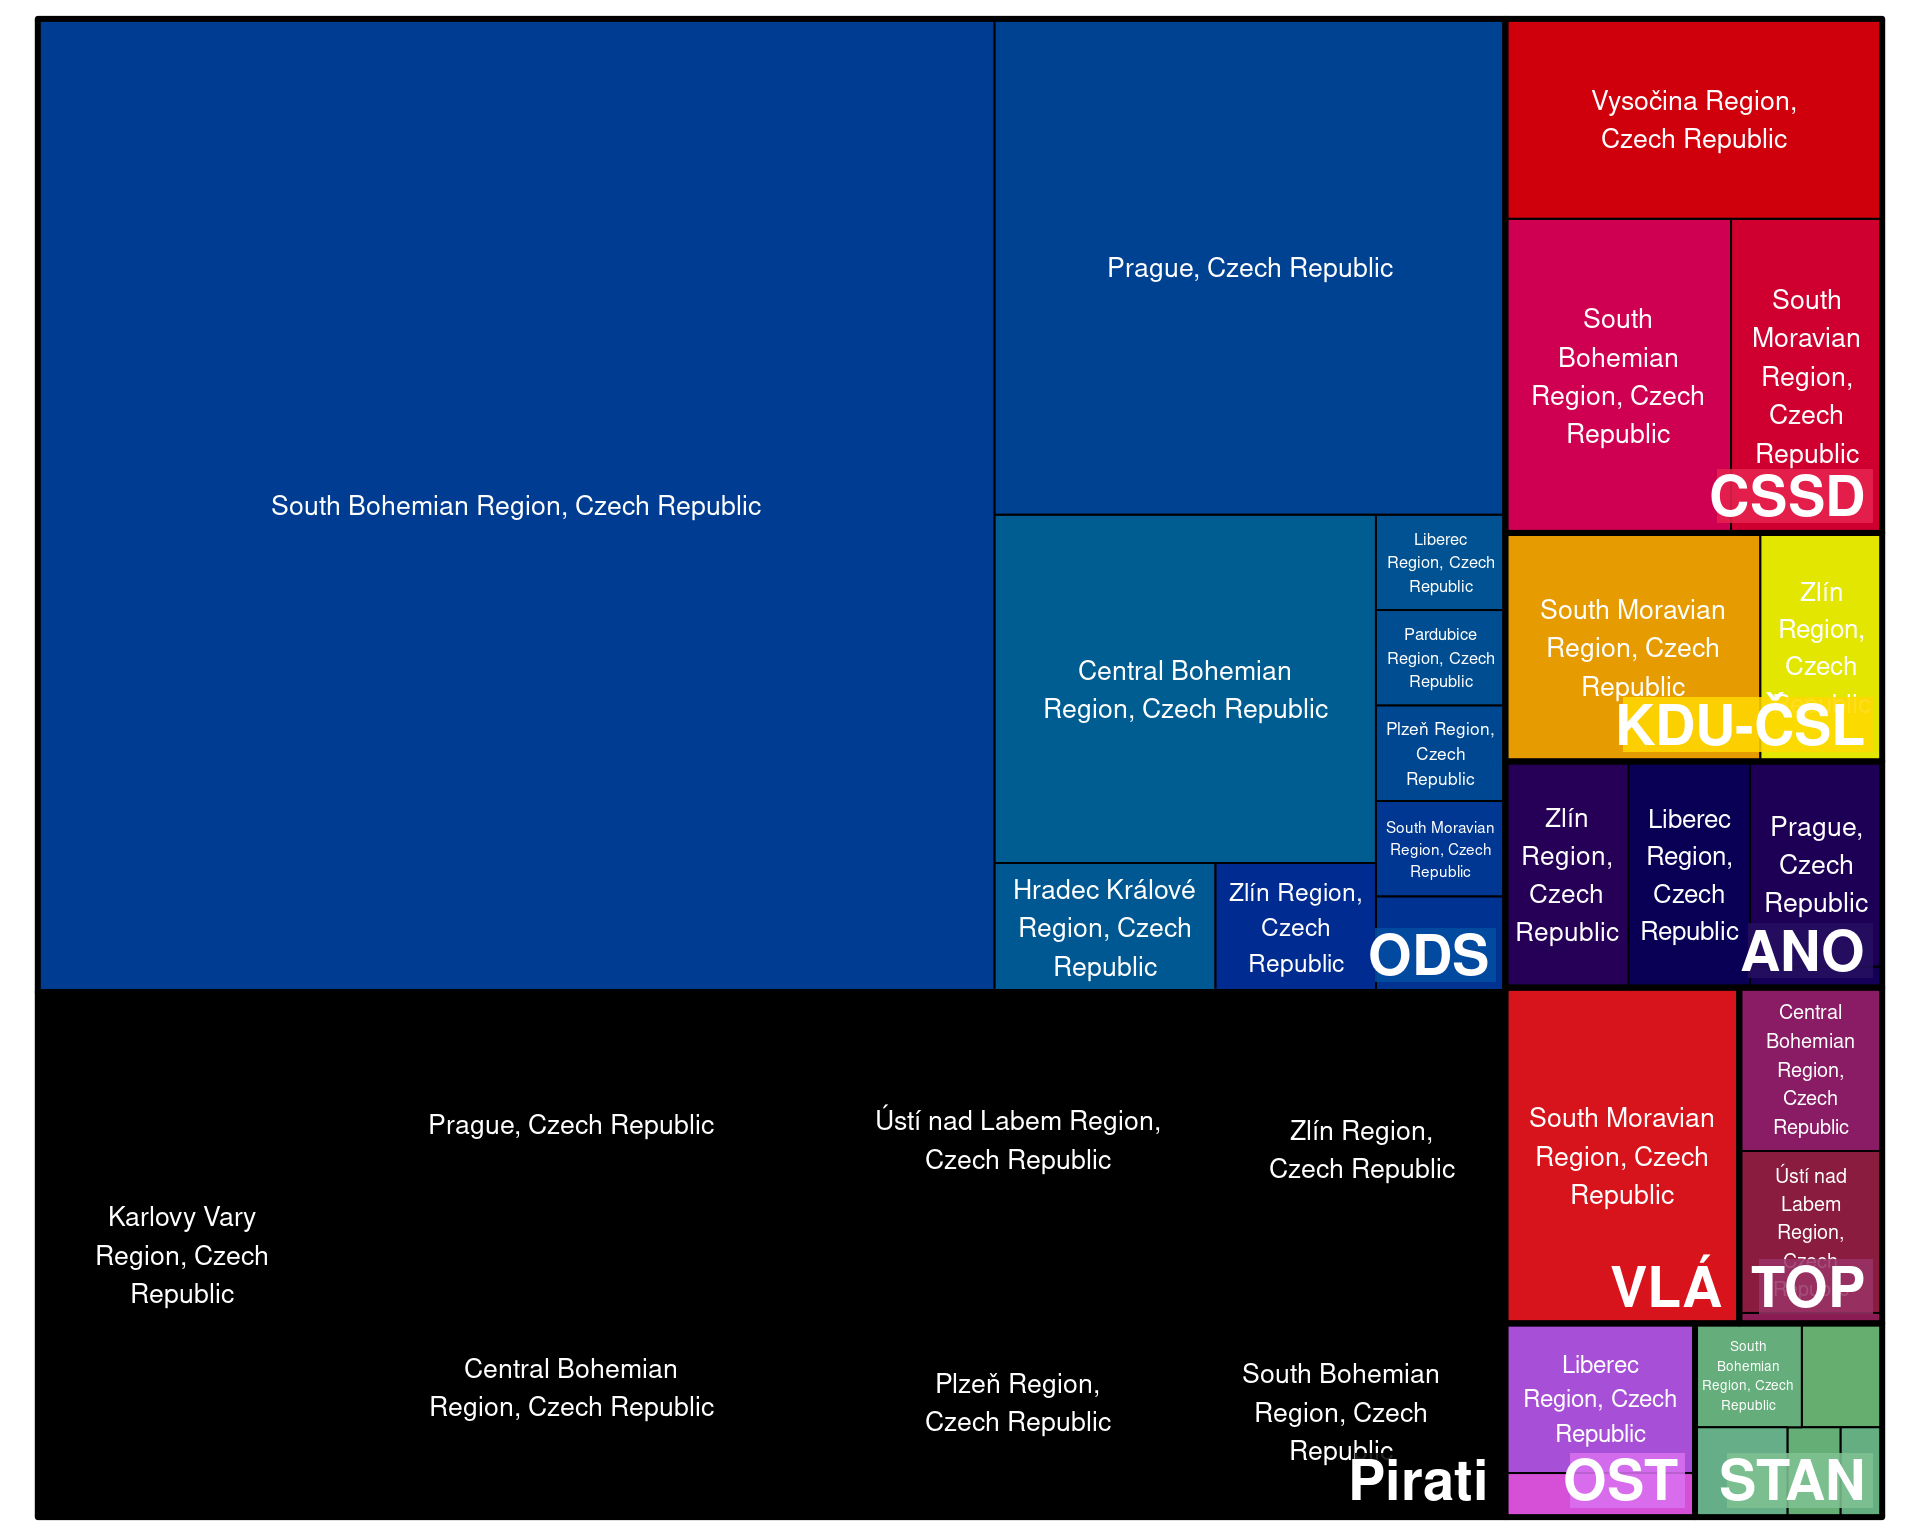 South Bohemian Region, Czech Republic
Prague, Czech Republic
Central Bohemian
Region, Czech Republic
Liberec
Region, Czech
Republic
Pardubice
Region, Czech
Republic
Plzeň Region,
Czech
Republic
South Moravian
Region, Czech
Republic
Hradec Králové
Region, Czech
Republic
Zlín Region,
Czech
Republic
ODS
Vysočina Region,
Czech Republic
South
Bohemian
Region, Czech
Republic
South
Moravian
Region,
Czech
Republic
CSSD
South Moravian
Region, Czech
Republic
Zlín
Region,
Czech
KDU-ČSL
Zlín
Region,
Czech
Republic
Liberec
Region,
Czech
Republic
Prague,
Czech
Republic
ANO
Karlovy Vary
Region, Czech
Republic
Prague, Czech Republic
Central Bohemian
Region, Czech Republic
Ústí nad Labem Region,
Czech Republic
Plzeň Region,
Czech Republic
Zlín Region,
Czech Republic
South Bohemian
Region, Czech
Republic
Pirati
South Moravian
Region, Czech
Republic
VLÁ
Central
Bohemian
Region,
Czech
Republic
Ústí nad
Labem
Region,
Czech
TOP
Liberec
Region, Czech
Republic
OST
South
Bohemian
Region, Czech
Republic
STAN